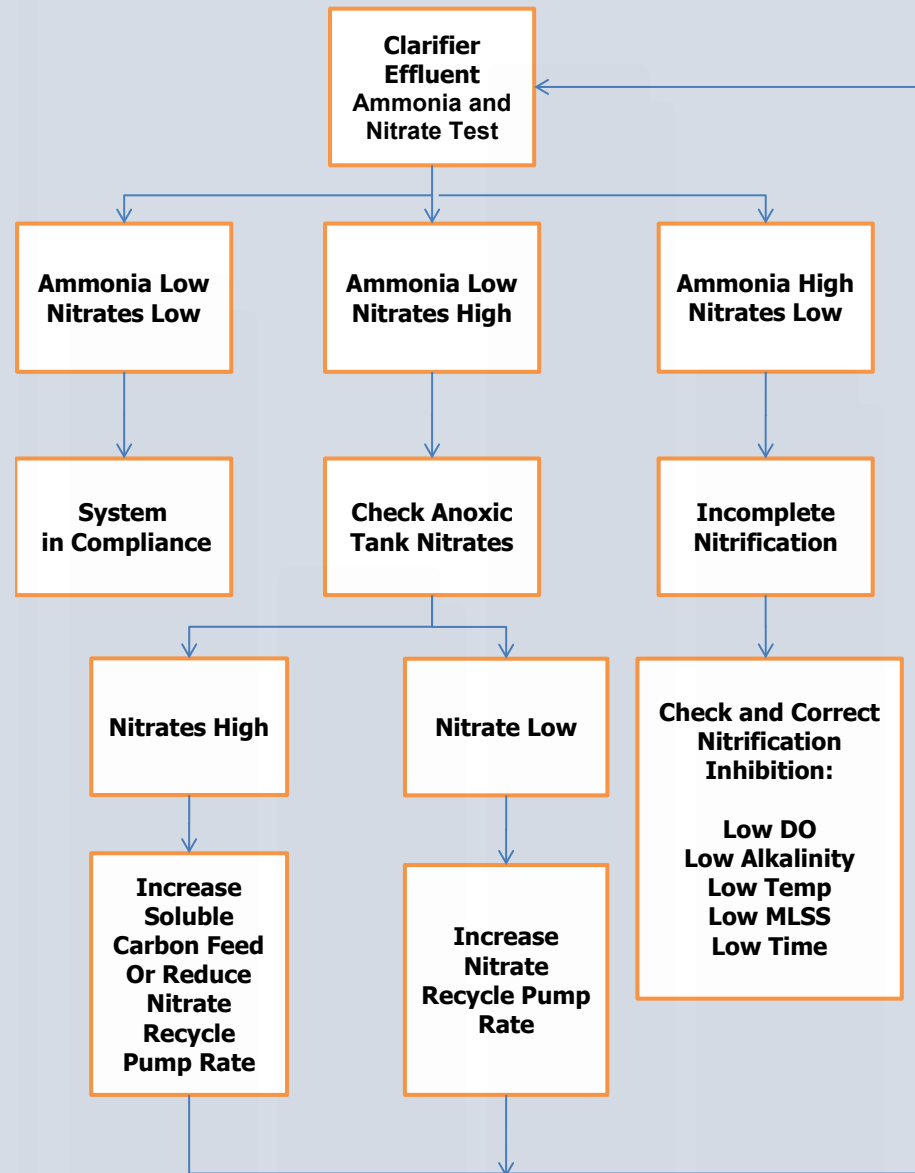 Clarifier
Effluent
Ammonia and
Nitrate Test
Ammonia Low
Nitrates Low
Ammonia Low
Nitrates High
Ammonia High
Nitrates Low
System
in Compliance
Check Anoxic
Tank Nitrates
Incomplete
Nitrification
Nitrates High
Nitrate Low
Check and Correct
Nitrification
Inhibition:
Low DO
Low Alkalinity
Low Temp
Low MLSS
Low Time
Increase
Soluble
Carbon Feed
Or Reduce
Nitrate
Recycle
Pump Rate
Increase
Nitrate
Recycle Pump
Rate